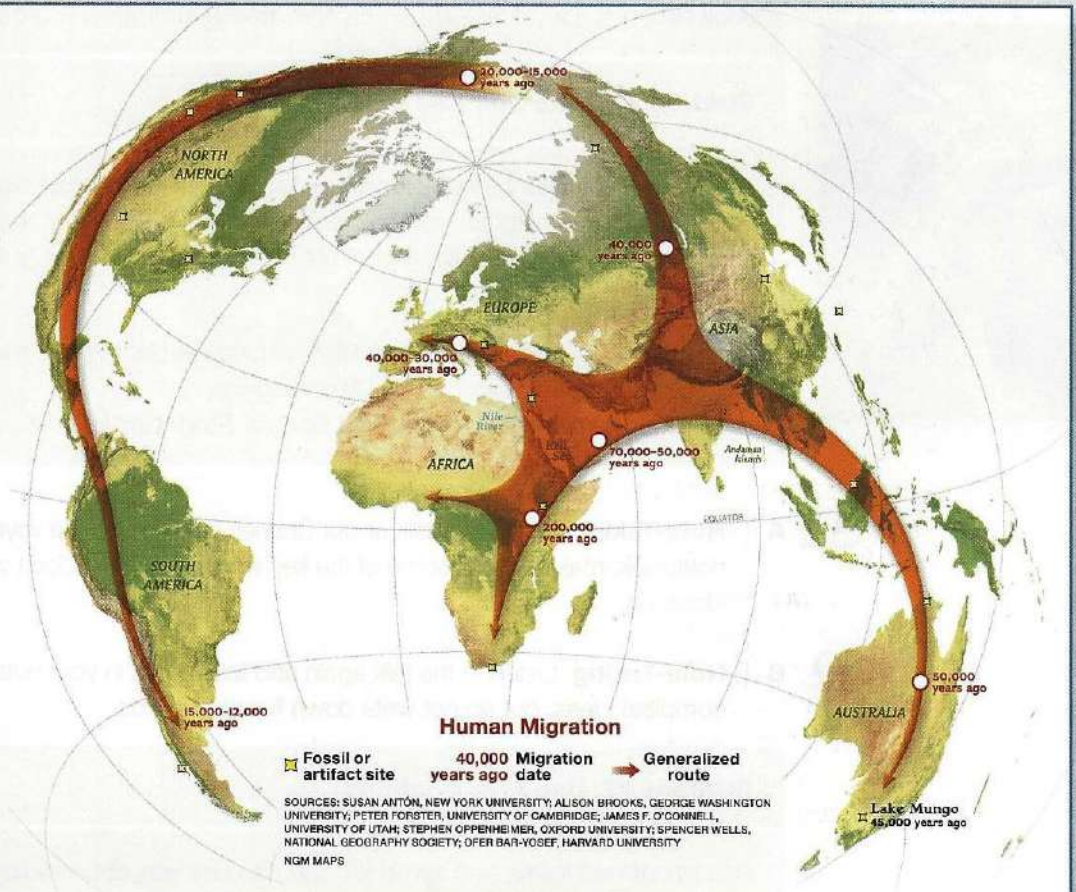 20,000–15,000
years ago
NORTH
AMERICA
40,000
years ago
EUROPE
ASIA
40,000–30,000
years ago
Nile
River
RED
SEA
AFRICA
70,000–50,000
years ago
Andaman
Islands
200,000
years ago
EQUATOR
SOUTH
AMERICA
15,000–12,000
years ago
50,000
years ago
AUSTRALIA
Lake Mungo
45,000 years ago
Human Migration
Fossil or
artifact site
40,000 Migration
years ago date
Generalized
route
SOURCES: SUSAN ANTÓN, NEW YORK UNIVERSITY; ALISON BROOKS, GEORGE WASHINGTON
UNIVERSITY; PETER FORSTER, UNIVERSITY OF CAMBRIDGE; JAMES F. O'CONNELL,
UNIVERSITY OF UTAH; STEPHEN OPPENHEIMER, OXFORD UNIVERSITY; SPENCER WELLS,
NATIONAL GEOGRAPHY SOCIETY; OFER BAR-YOSEF, HARVARD UNIVERSITY
NGM MAPS